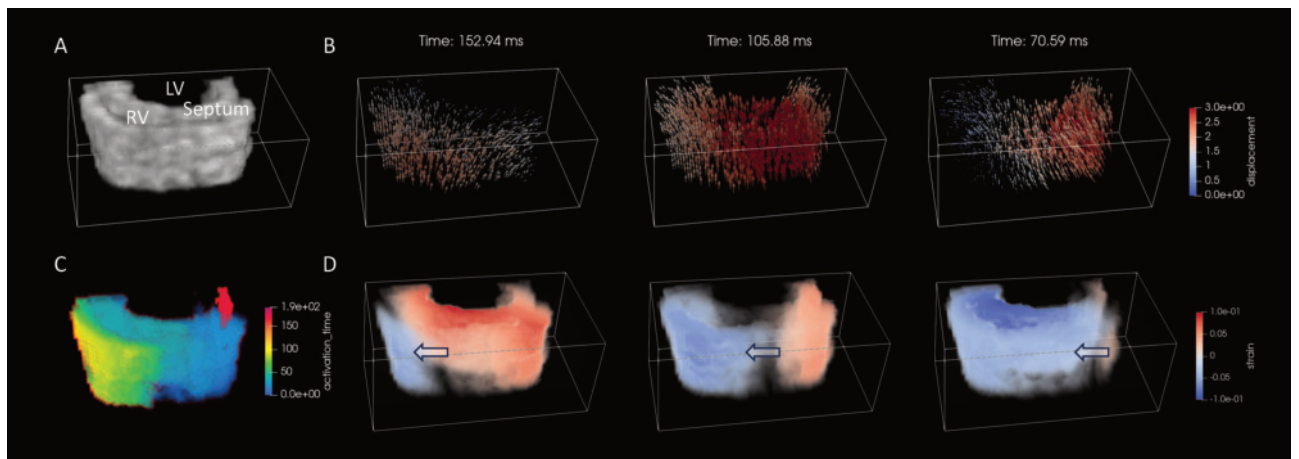 A
B
Time: 152.94 ms
Time: 105.88 ms
Time: 70.59 ms
LV
Septum
RV
3.0e+00
2.5
2
1.5
1
0.5
0.0e+00
displacement
C
D
1.9e+02
150
100
50
0.0e+00
activation_time
1.0e-01
0.05
0
-0.05
-1.0e-01
strain